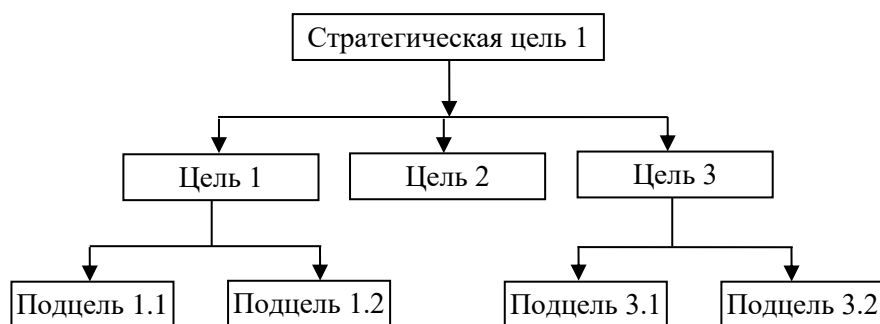 Стратегическая цель 1
Цель 1
Цель 2
Цель 3
Подцель 1.1
Подцель 1.2
Подцель 3.1
Подцель 3.2